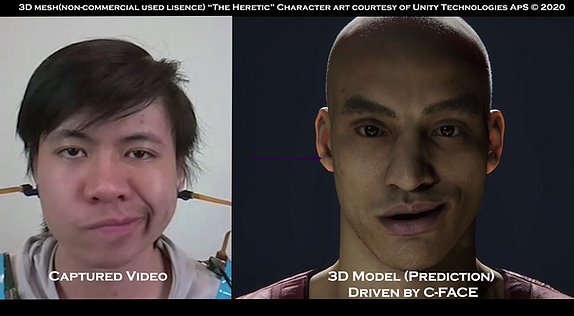 3D mesh(non-commercial used lisence) “The Heretic” Character art courtesy of Unity Technologies ApS © 2020
Captured Video
3D Model (Prediction)
Driven by C-FACE